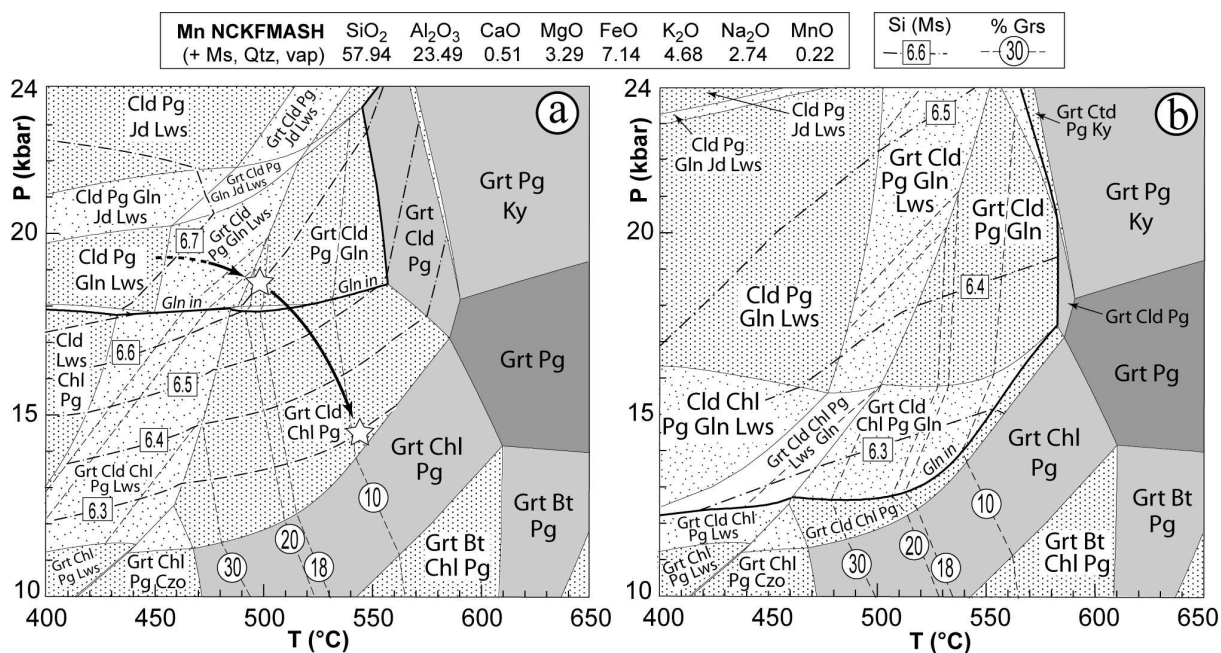 Mn NCKFMASH SiO₂ Al₂O₃ CaO MgO FeO K₂O Na₂O MnO
(+ Ms, Qtz, vap) 57.94 23.49 0.51 3.29 7.14 4.68 2.74 0.22
Si (Ms) % Grs
6.6 30
a
P (kbar)
24
20
15
10
Cld Pg
Jd Lws
Grt Cld Pg
Jd Lws
Grt Cld Pg
Gln Jd Lws
Cld Pg Gln
Jd Lws
6.7
Grt Cld
Pg Gln Lws
Grt Cld
Pg Gln
Grt
Cld
Pg
Grt Pg
Ky
Cld Pg
Gln Lws
Gln in
Cld
Lws
Chl
Pg
6.6
6.5
6.4
6.3
Grt Pg
Grt Cld
Chl Pg
Grt Chl
Pg
Grt Cld Chl
Pg Lws
10
20
18
30
Grt Bt
Pg
Grt Chl
Pg Lws
Grt Chl
Pg Czo
Grt Bt
Chl Pg
400 450 500 550 600 650
T (°C)
b
P (kbar)
24
20
15
10
Cld Pg
Jd Lws
Cld Pg
Gln Jd Lws
6.5
Grt Cld
Pg Gln
Lws
Grt Ctd
Pg Ky
Grt Pg
Ky
Grt Cld
Pg Gln
6.4
Cld Pg
Gln Lws
Grt Cld Pg
Grt Pg
Cld Chl
Pg Gln Lws
Grt Cld Chl Pg
Lws Gln
Grt Cld
Chl Pg Gln
6.3
Gln in
Grt Chl
Pg
Grt Cld Chl
Pg Lws
Grt Cld Chl Pg
10
20
18
30
Grt Bt
Pg
Grt Chl
Pg Lws
Grt Chl
Pg Czo
Grt Bt
Chl Pg
400 450 500 550 600 650
T (°C)